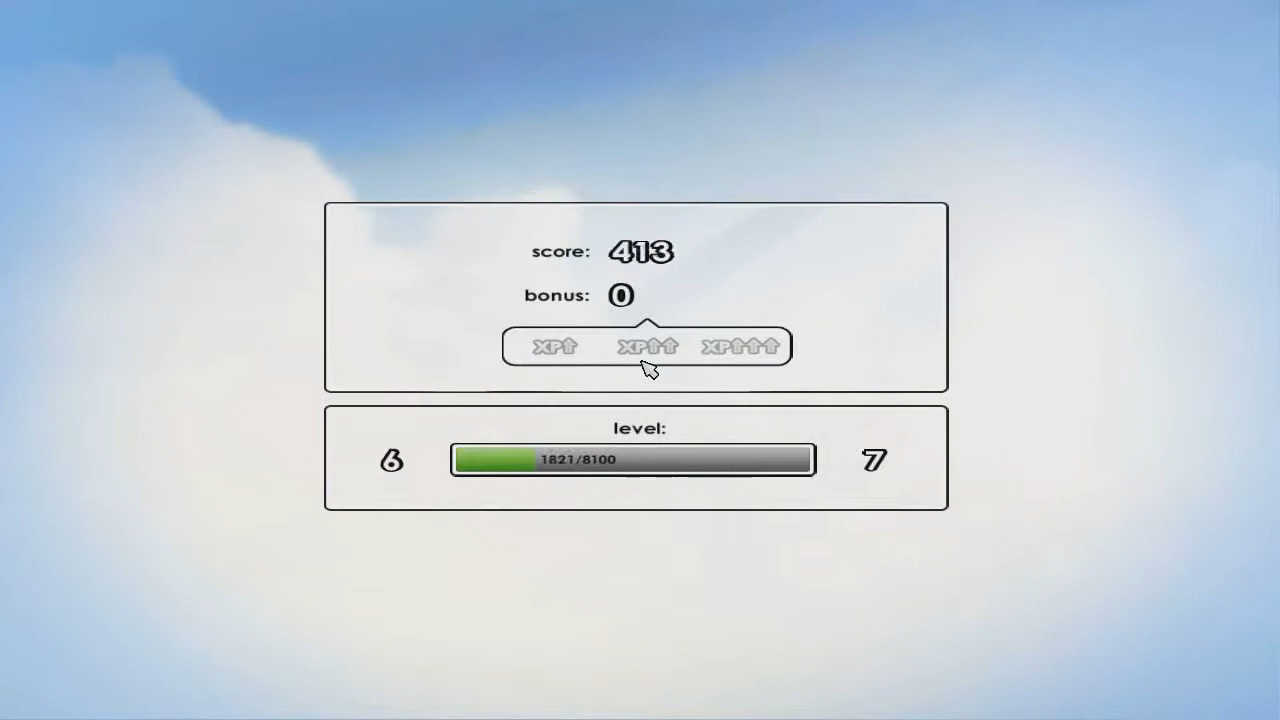 score: 413
bonus: 0
XP⇧ XP⇧⇧ XP⇧⇧⇧
level:
6 1821/8100 7